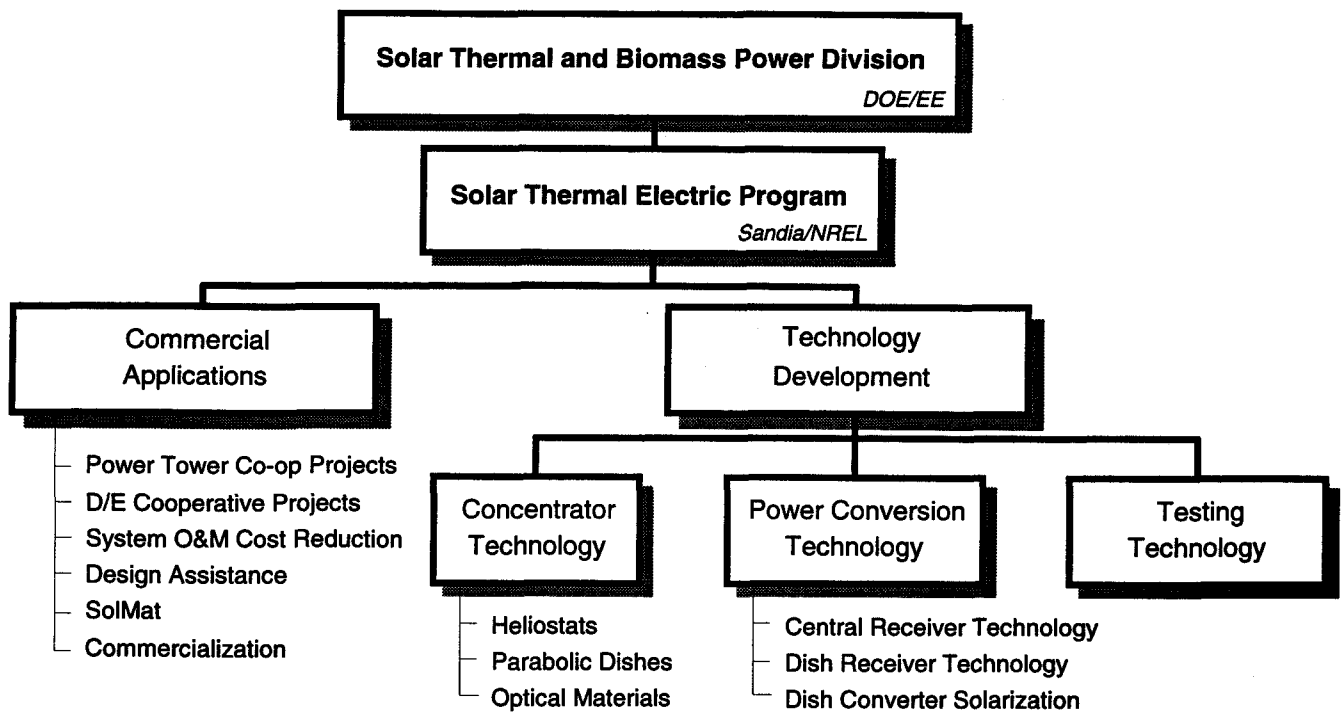 Solar Thermal and Biomass Power Division
DOE/EE
Solar Thermal Electric Program
Sandia/NREL
Commercial
Applications
Technology
Development
Power Tower Co-op Projects
D/E Cooperative Projects
System O&M Cost Reduction
Design Assistance
SolMat
Commercialization
Concentrator
Technology
Heliostats
Parabolic Dishes
Optical Materials
Power Conversion
Technology
Central Receiver Technology
Dish Receiver Technology
Dish Converter Solarization
Testing
Technology